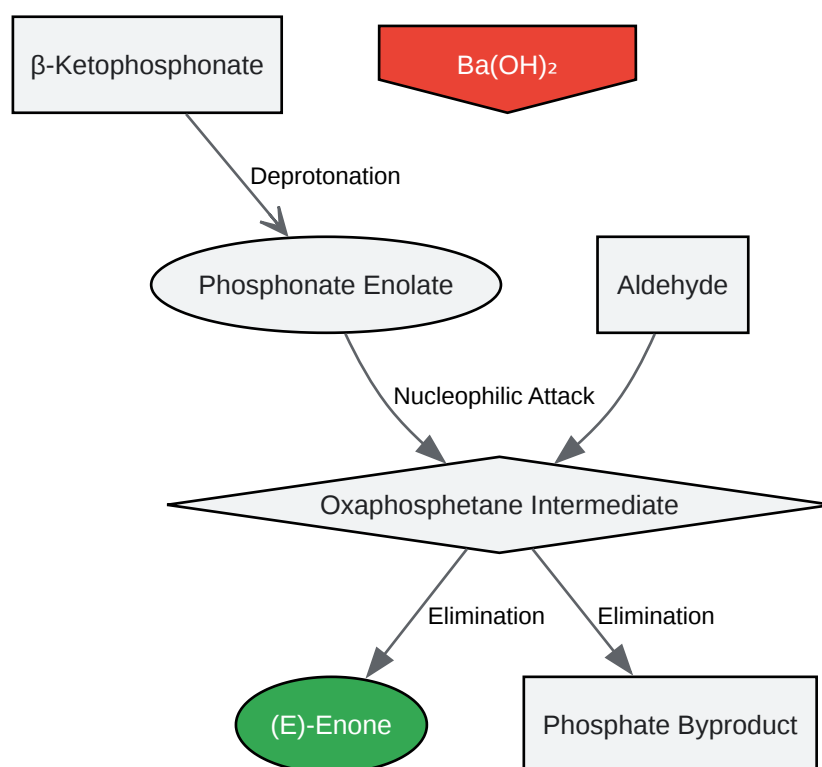 β-Ketophosphonate
Ba(OH)₂
Deprotonation
Phosphonate Enolate
Aldehyde
Nucleophilic Attack
Oxaphosphetane Intermediate
Elimination
Elimination
(E)-Enone
Phosphate Byproduct